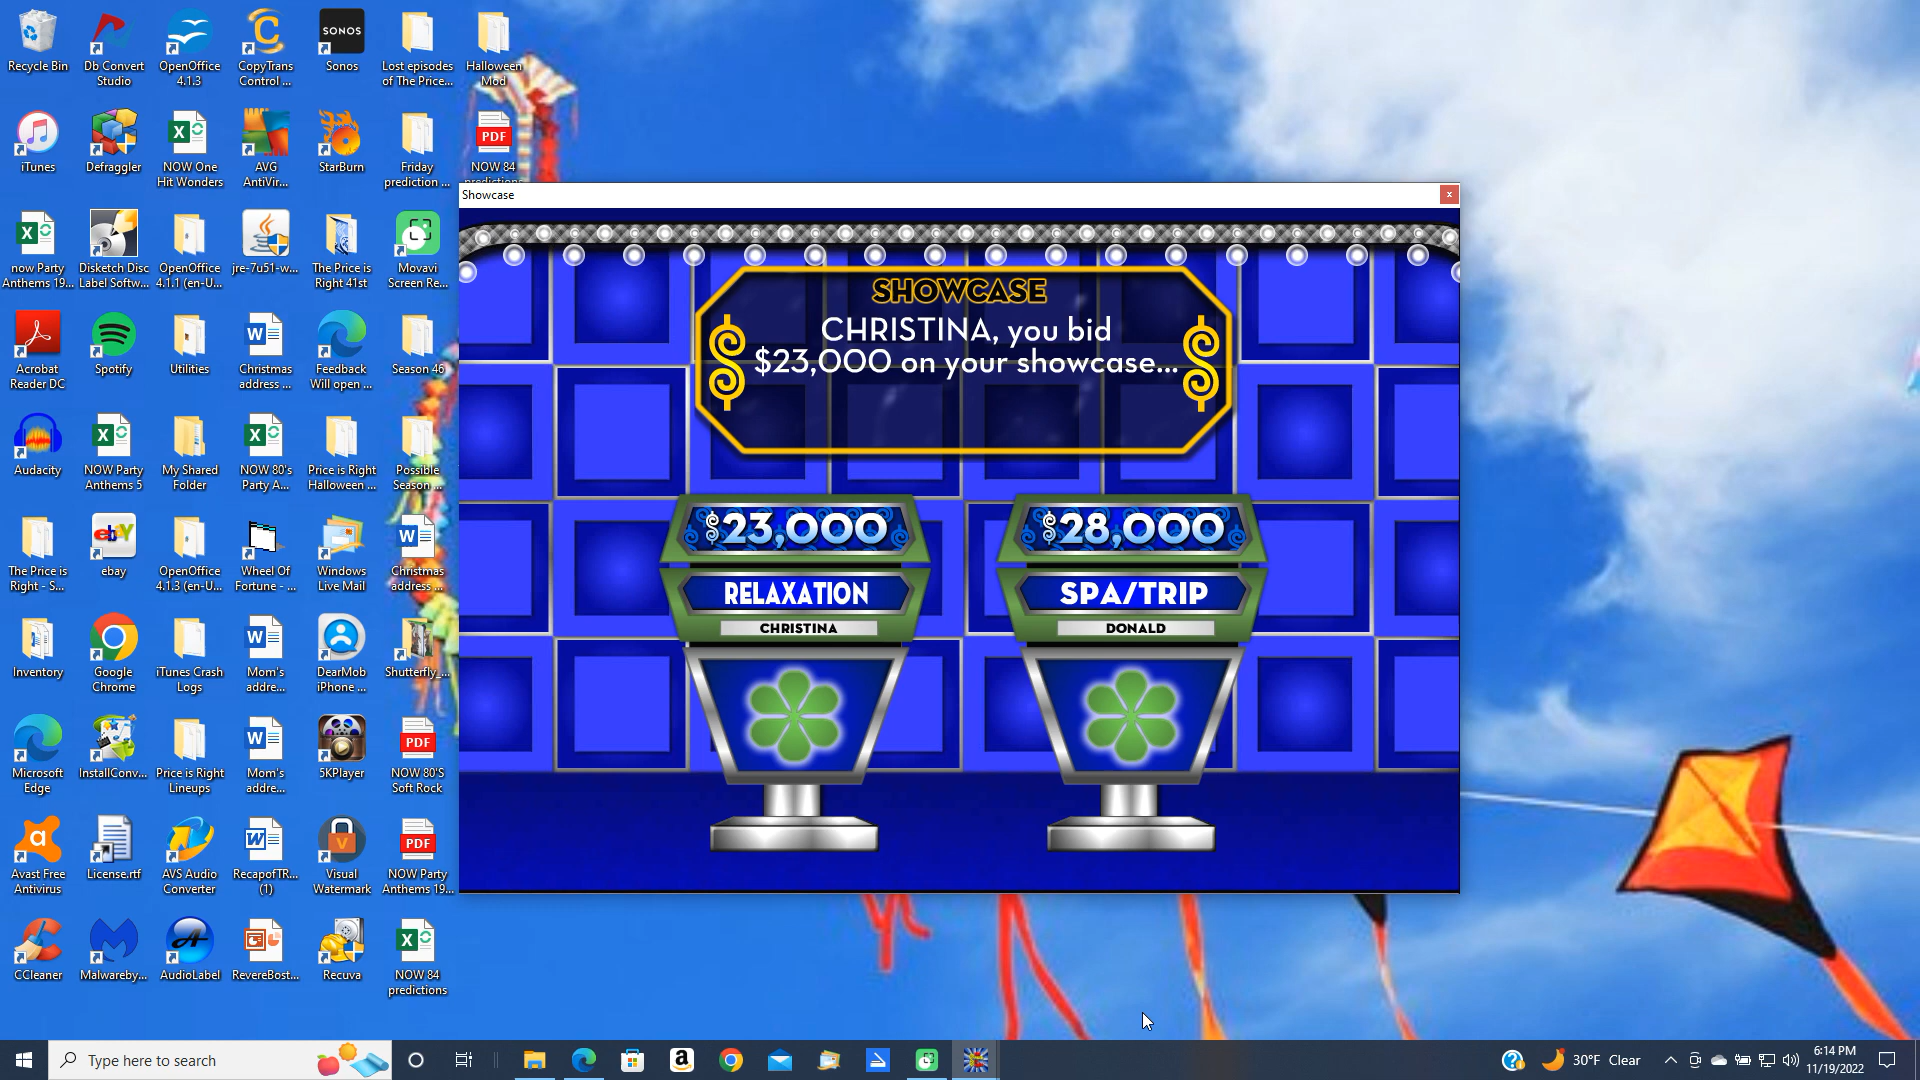 Recycle Bin
Db Convert
Studio
OpenOffice
4.1.3
CopyTrans
Control ...
SONOS
Sonos
Lost episodes
of The Price...
Halloween
Mod
iTunes
Defraggler
NOW One
Hit Wonders
AVG
AntiVir...
StarBurn
Friday
prediction ...
PDF
NOW 84
predictions
now Party
Anthems 19...
Disketch Disc
Label Softw...
OpenOffice
4.1.1 (en-U...
jre-7u51-w...
The Price is
Right 41st
Movavi
Screen Re...
Acrobat
Reader DC
Spotify
Utilities
Christmas
address ...
Feedback
Will open ...
Season 46
Audacity
NOW Party
Anthems 5
My Shared
Folder
NOW 80's
Party A...
Price is Right
Halloween ...
Possible
Season ...
The Price is
Right - S...
ebay
ebay
OpenOffice
4.1.3 (en-U...
Wheel Of
Fortune - ...
Windows
Live Mail
Christmas
address ...
Inventory
Google
Chrome
iTunes Crash
Logs
Mom's
addre...
DearMob
iPhone ...
Shutterfly_...
Microsoft
Edge
InstallConv...
Price is Right
Lineups
Mom's
addre...
5KPlayer
PDF
NOW 80'S
Soft Rock
Avast Free
Antivirus
License.rtf
AVS Audio
Converter
RecapofTR...
(1)
Visual
Watermark
PDF
NOW Party
Anthems 19...
CCleaner
Malwareby...
AudioLabel
RevereBost...
Recuva
NOW 84
predictions
Showcase
SHOWCASE
CHRISTINA, you bid
$23,000 on your showcase...
$23,000
$28,000
RELAXATION
SPA/TRIP
CHRISTINA
DONALD
Type here to search
30°F Clear
6:14 PM
11/19/2022